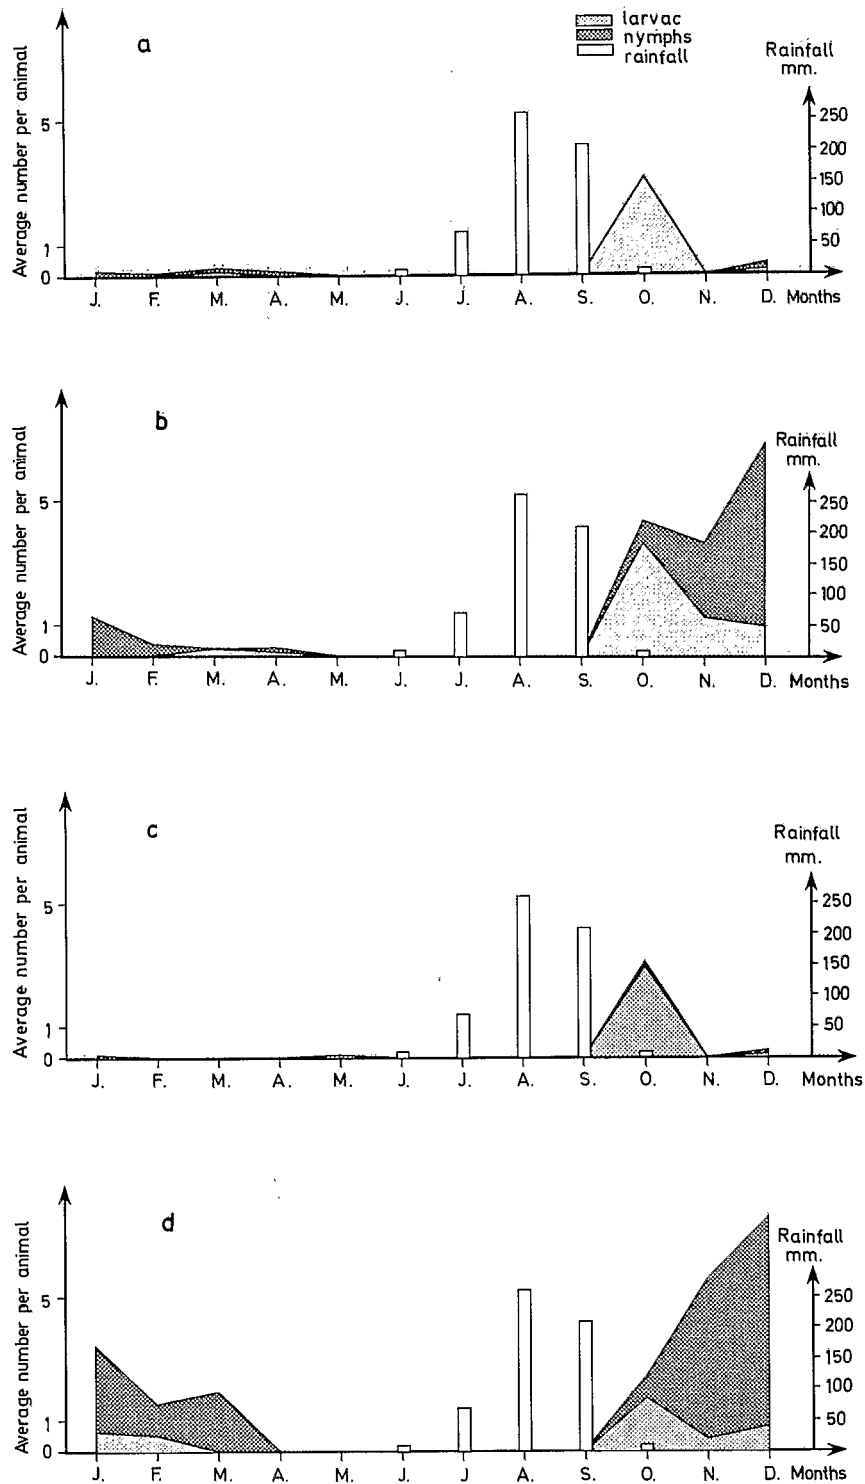 a
larvac
nymphs
rainfall
Average number per animal
Rainfall
mm.
5
1
0
250
200
150
100
50
J. F. M. A. M. J. J. A. S. O. N. D. Months
b
Average number per animal
Rainfall
mm.
5
1
0
250
200
150
100
50
J. F. M. A. M. J. J. A. S. O. N. D. Months
c
Average number per animal
Rainfall
mm.
5
1
0
250
200
150
100
50
J. F. M. A. M. J. J. A. S. O. N. D. Months
d
Average number per animal
Rainfall
mm.
5
1
0
250
200
150
100
50
J. F. M. A. M. J. J A. S. O. N. D. Months